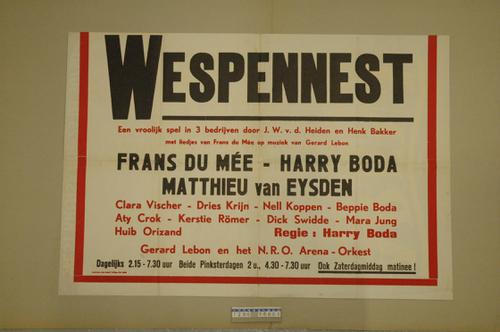 WESPENNEST
Een vroolijk spel in 3 bedrijven door J. W. v. d. Heiden en Henk Bakker
met liedjes van Frans du Mée op muziek van Gerard Lebon
FRANS DU MÉE - HARRY BODA
MATTHIEU van EYSDEN
Clara Vischer - Dries Krijn - Nell Koppen - Beppie Boda
Aty Crok - Kerstie Römer - Dick Swidde - Mara Jung
Huib Orizand Regie : Harry Boda
Gerard Lebon en het N.R.O. Arena - Orkest
Dagelijks 2.15 - 7.30 uur Beide Pinksterdagen 2 u., 4.30 - 7.30 uur Ook Zaterdagmiddag matinee !